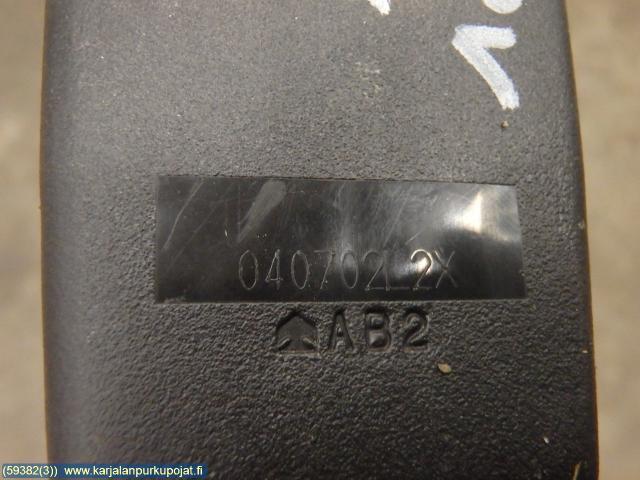 040702L2X
AB2
(59382(3)) www.karjalanpurkupojat.fi